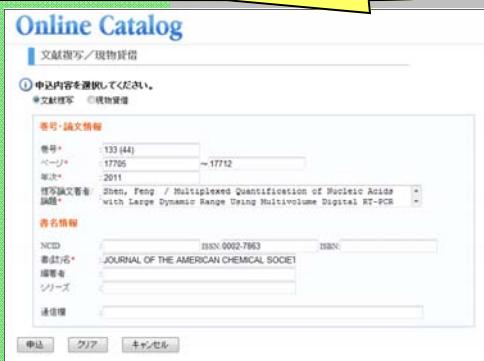 Online Catalog
文献複写／現物貸借
申込内容を選択してください。
文献複写 現物貸借
巻号・論文情報
巻号* : 133 (44)
ページ* : 17705 ～ 17712
年次* : 2011
複写論文著者/ : Shen, Feng / Multiplexed Quantification of Nucleic Acids
論題* with Large Dynamic Range Using Multivolume Digital RT-PCR
書名情報
NCID : ISSN: 0002-7863 ISBN:
書(誌)名* : JOURNAL OF THE AMERICAN CHEMICAL SOCIET
編著者 :
シリーズ :
通信欄 :
申込 クリア キャンセル